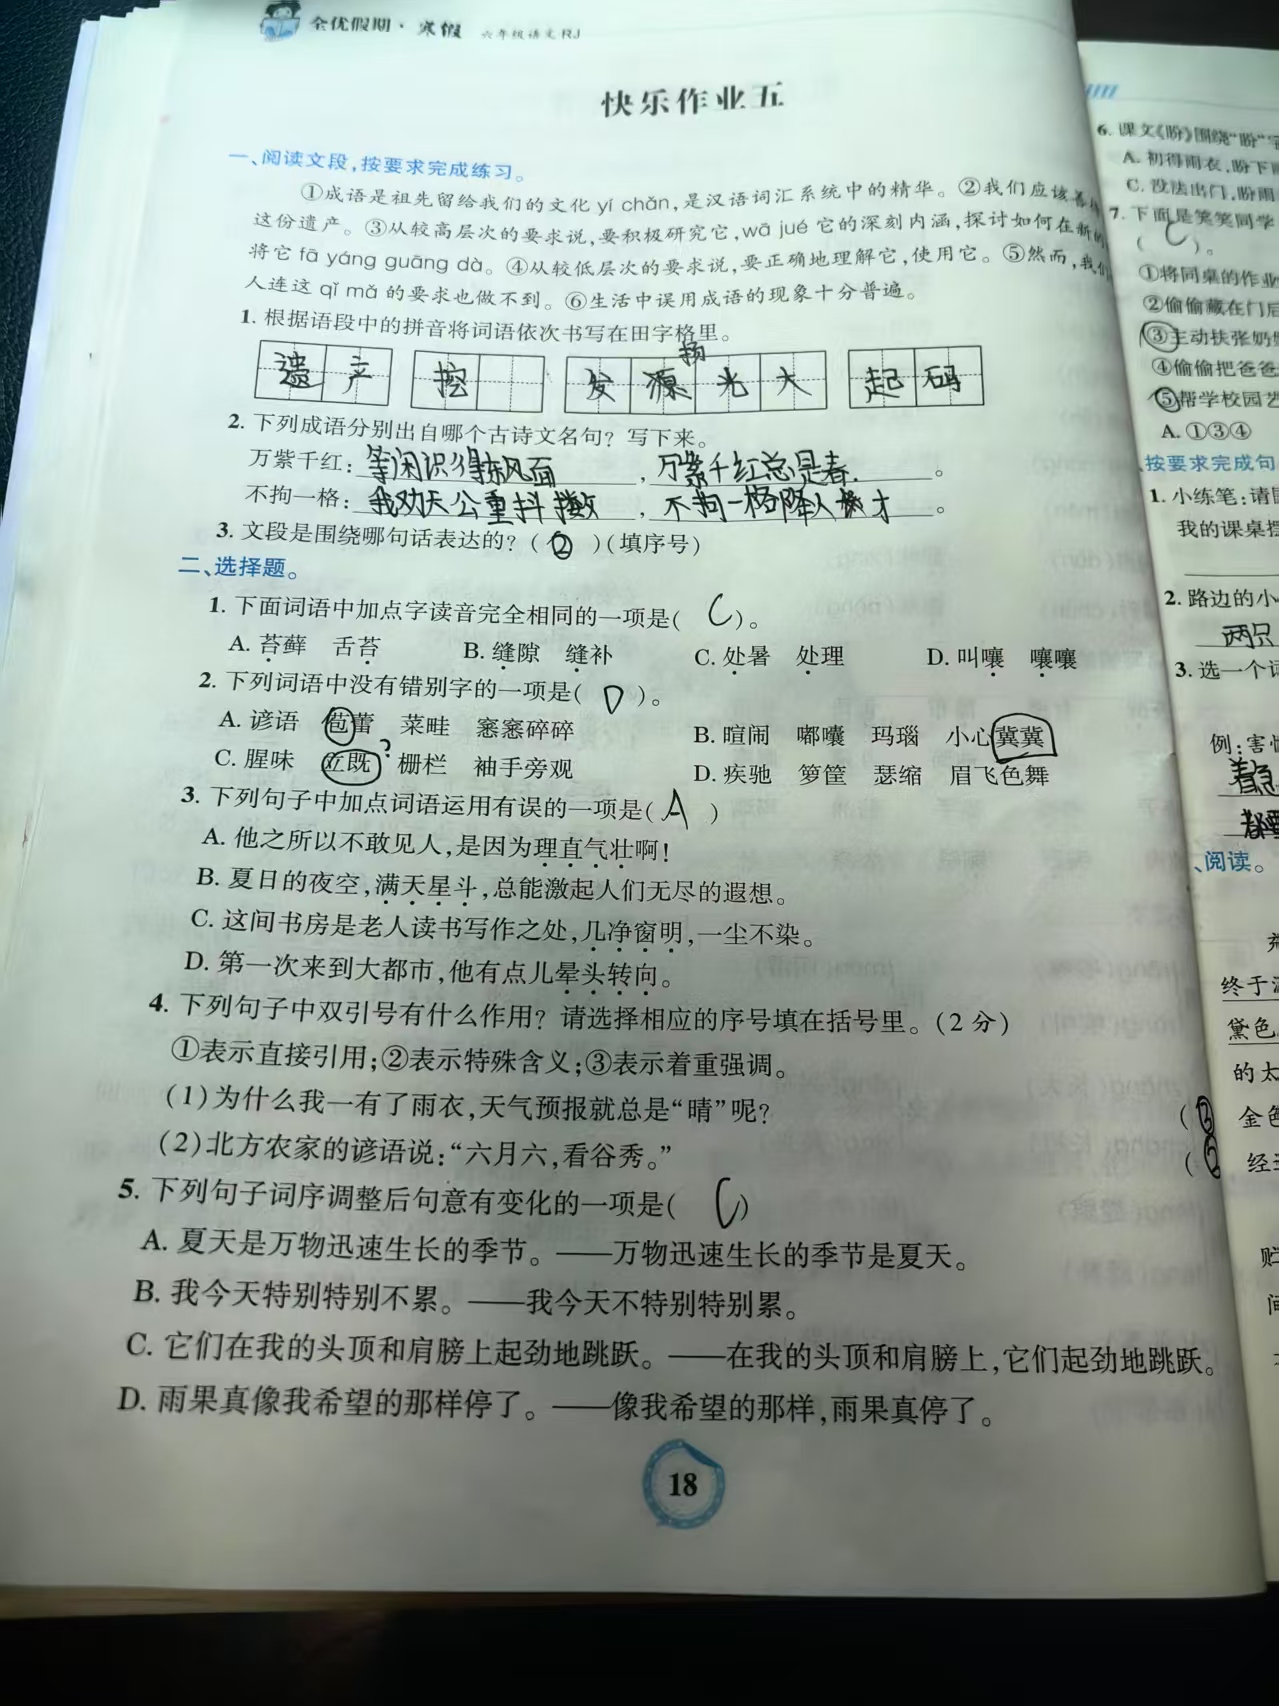 全优假期·寒假 六年级语文RJ
快乐作业五
一、阅读文段,按要求完成练习。
①成语是祖先留给我们的文化 yí chǎn,是汉语词汇系统中的精华。②我们应该善
这份遗产。③从较高层次的要求说,要积极研究它,wā jué 它的深刻内涵,探讨如何在新的
将它 fā yáng guāng dà。④从较低层次的要求说,要正确地理解它,使用它。⑤然而,我们
人连这 qǐ mǎ 的要求也做不到。⑥生活中误用成语的现象十分普遍。
1. 根据语段中的拼音将词语依次书写在田字格里。
扬
遗产 挖 发源光大 起码
2. 下列成语分别出自哪个古诗文名句? 写下来。
万紫千红:等闲识得东风面,万紫千红总是春。
不拘一格:我劝天公重抖擞,不拘一格降人才。
3. 文段是围绕哪句话表达的? (②)(填序号)
二、选择题。
1. 下面词语中加点字读音完全相同的一项是( C )。
A. 苔藓 舌苔 B. 缝隙 缝补 C. 处暑 处理 D. 叫嚷 嚷嚷
2. 下列词语中没有错别字的一项是( D )。
A. 谚语 苞蕾 菜畦 窸窸碎碎 B. 暄闹 嘟囔 玛瑙 小心冀冀
C. 腥味 立既? 栅栏 袖手旁观 D. 疾驰 箩筐 瑟缩 眉飞色舞
3. 下列句子中加点词语运用有误的一项是( A )
A. 他之所以不敢见人,是因为理直气壮啊!
B. 夏日的夜空,满天星斗,总能激起人们无尽的遐想。
C. 这间书房是老人读书写作之处,几净窗明,一尘不染。
D. 第一次来到大都市,他有点儿晕头转向。
4. 下列句子中双引号有什么作用? 请选择相应的序号填在括号里。(2分)
①表示直接引用;②表示特殊含义;③表示着重强调。
(1)为什么我一有了雨衣,天气预报就总是“晴”呢? (③
(2)北方农家的谚语说:“六月六,看谷秀。” (
5. 下列句子词序调整后句意有变化的一项是( C )
A. 夏天是万物迅速生长的季节。——万物迅速生长的季节是夏天。
B. 我今天特别特别不累。——我今天不特别特别累。
C. 它们在我的头顶和肩膀上起劲地跳跃。——在我的头顶和肩膀上,它们起劲地跳跃。
D. 雨果真像我希望的那样停了。——像我希望的那样,雨果真停了。
18
6. 课文《盼》围绕“盼”字
A. 初得雨衣,盼下雨
C. 没法出门,盼雨
7. 下面是笑笑同学
( C )。
①将同桌的作业
②偷偷藏在门后
③主动扶张奶奶
④偷偷把爸爸
⑤帮学校园艺
A. ①③④
按要求完成句
1. 小练笔:请
我的课桌摆
2. 路边的小
两只
3. 选一个词
例:害怕
着急
都要
、阅读。
终于
黛色
的太
金色
经
贮
间